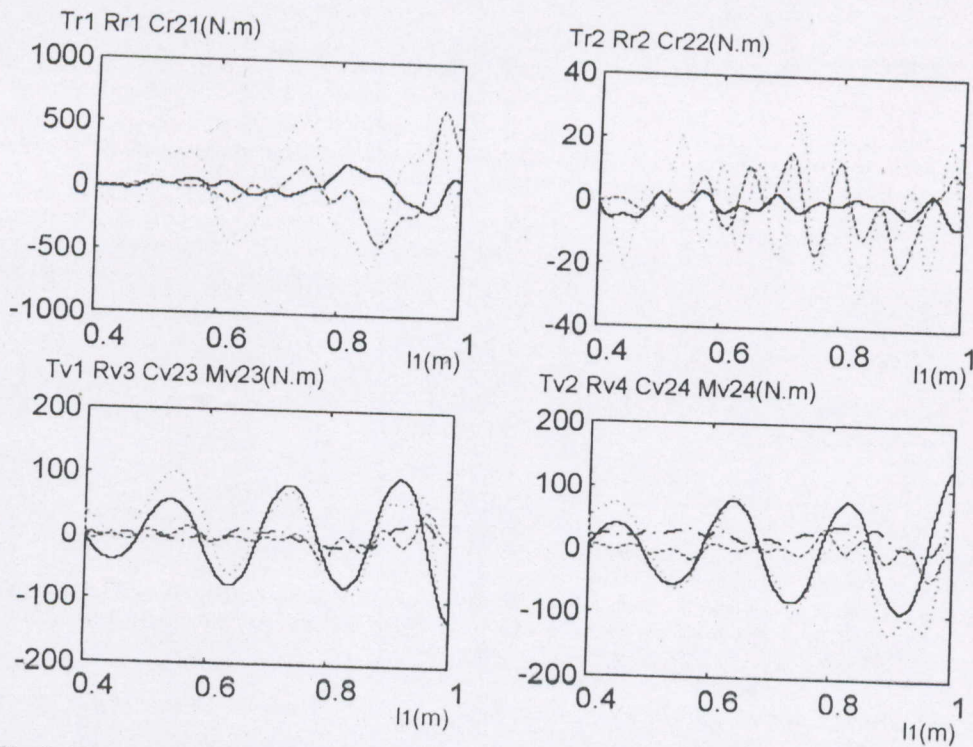 Tr1 Rr1 Cr21(N.m)
1000
500
0
-500
-1000
0.4 0.6 0.8 1
l1(m)
Tr2 Rr2 Cr22(N.m)
40
20
0
-20
-40
0.4 0.6 0.8 1
l1(m)
Tv1 Rv3 Cv23 Mv23(N.m)
200
100
0
-100
-200
0.4 0.6 0.8 1
l1(m)
Tv2 Rv4 Cv24 Mv24(N.m)
200
100
0
-100
-200
0.4 0.6 0.8 1
l1(m)